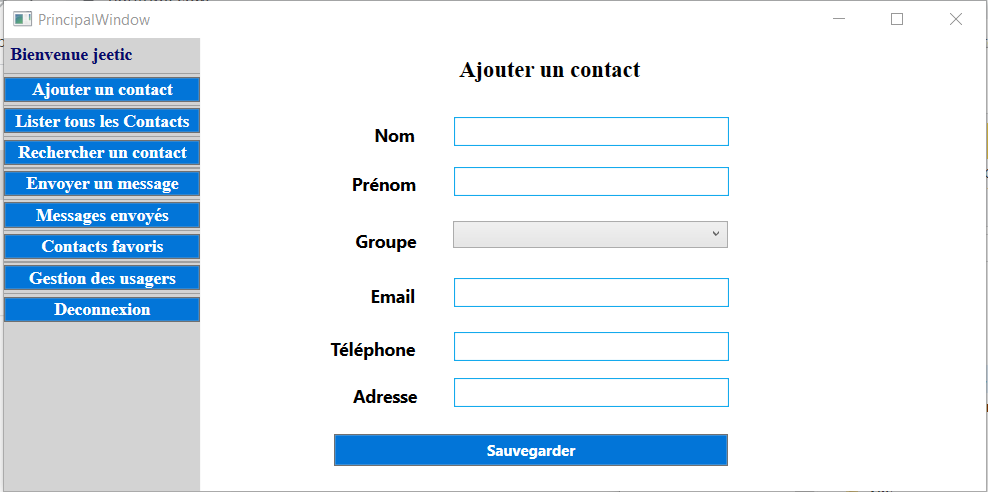 PrincipalWindow
Bienvenue jeetic
Ajouter un contact
Lister tous les Contacts
Rechercher un contact
Envoyer un message
Messages envoyés
Contacts favoris
Gestion des usagers
Deconnexion
Ajouter un contact
Nom
Prénom
Groupe
Email
Téléphone
Adresse
Sauvegarder